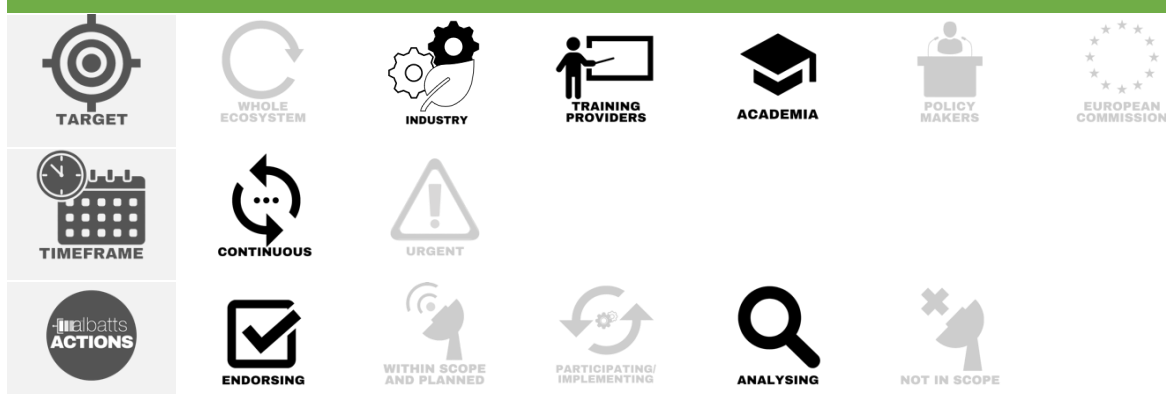 TARGET
WHOLE
ECOSYSTEM
INDUSTRY
TRAINING
PROVIDERS
ACADEMIA
POLICY
MAKERS
EUROPEAN
COMMISSION
TIMEFRAME
CONTINUOUS
URGENT
albatts
ACTIONS
ENDORSING
WITHIN SCOPE
AND PLANNED
PARTICIPATING/
IMPLEMENTING
ANALYSING
NOT IN SCOPE